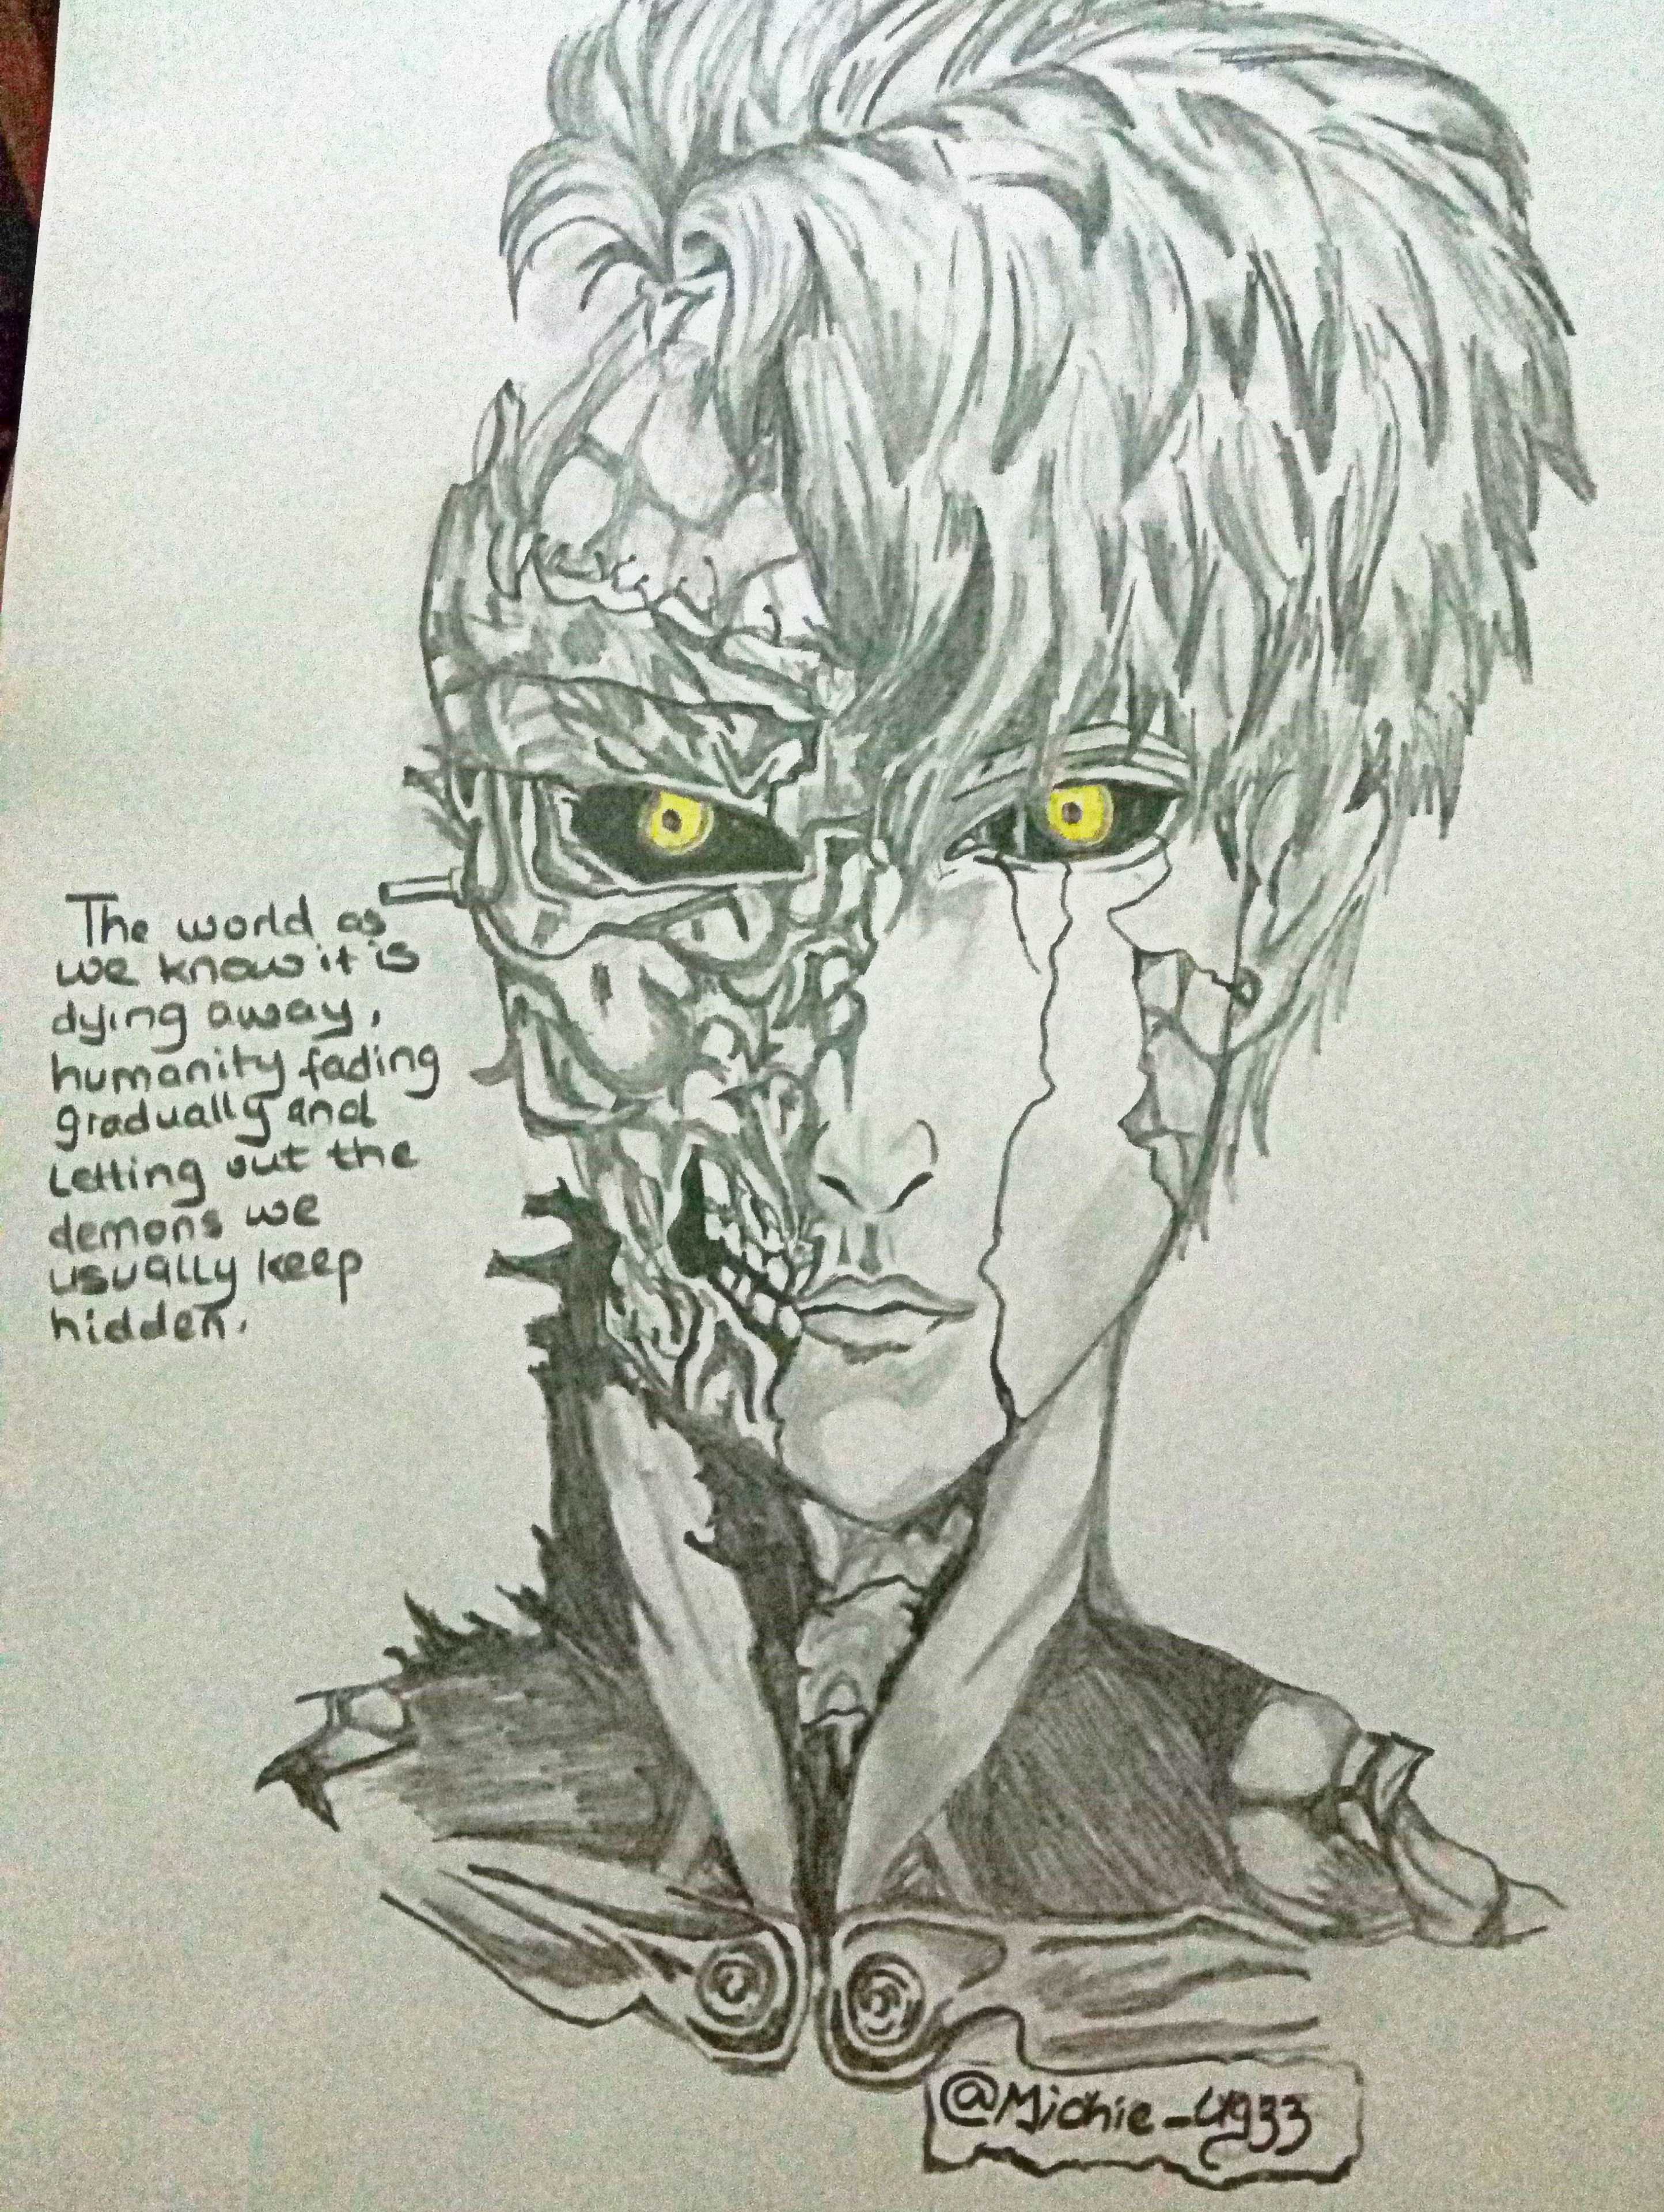 The world as
we know it is
dying away,
humanity fading
gradually and
Letting out the
demons we
usually keep
hidden.
@Michie_ug33